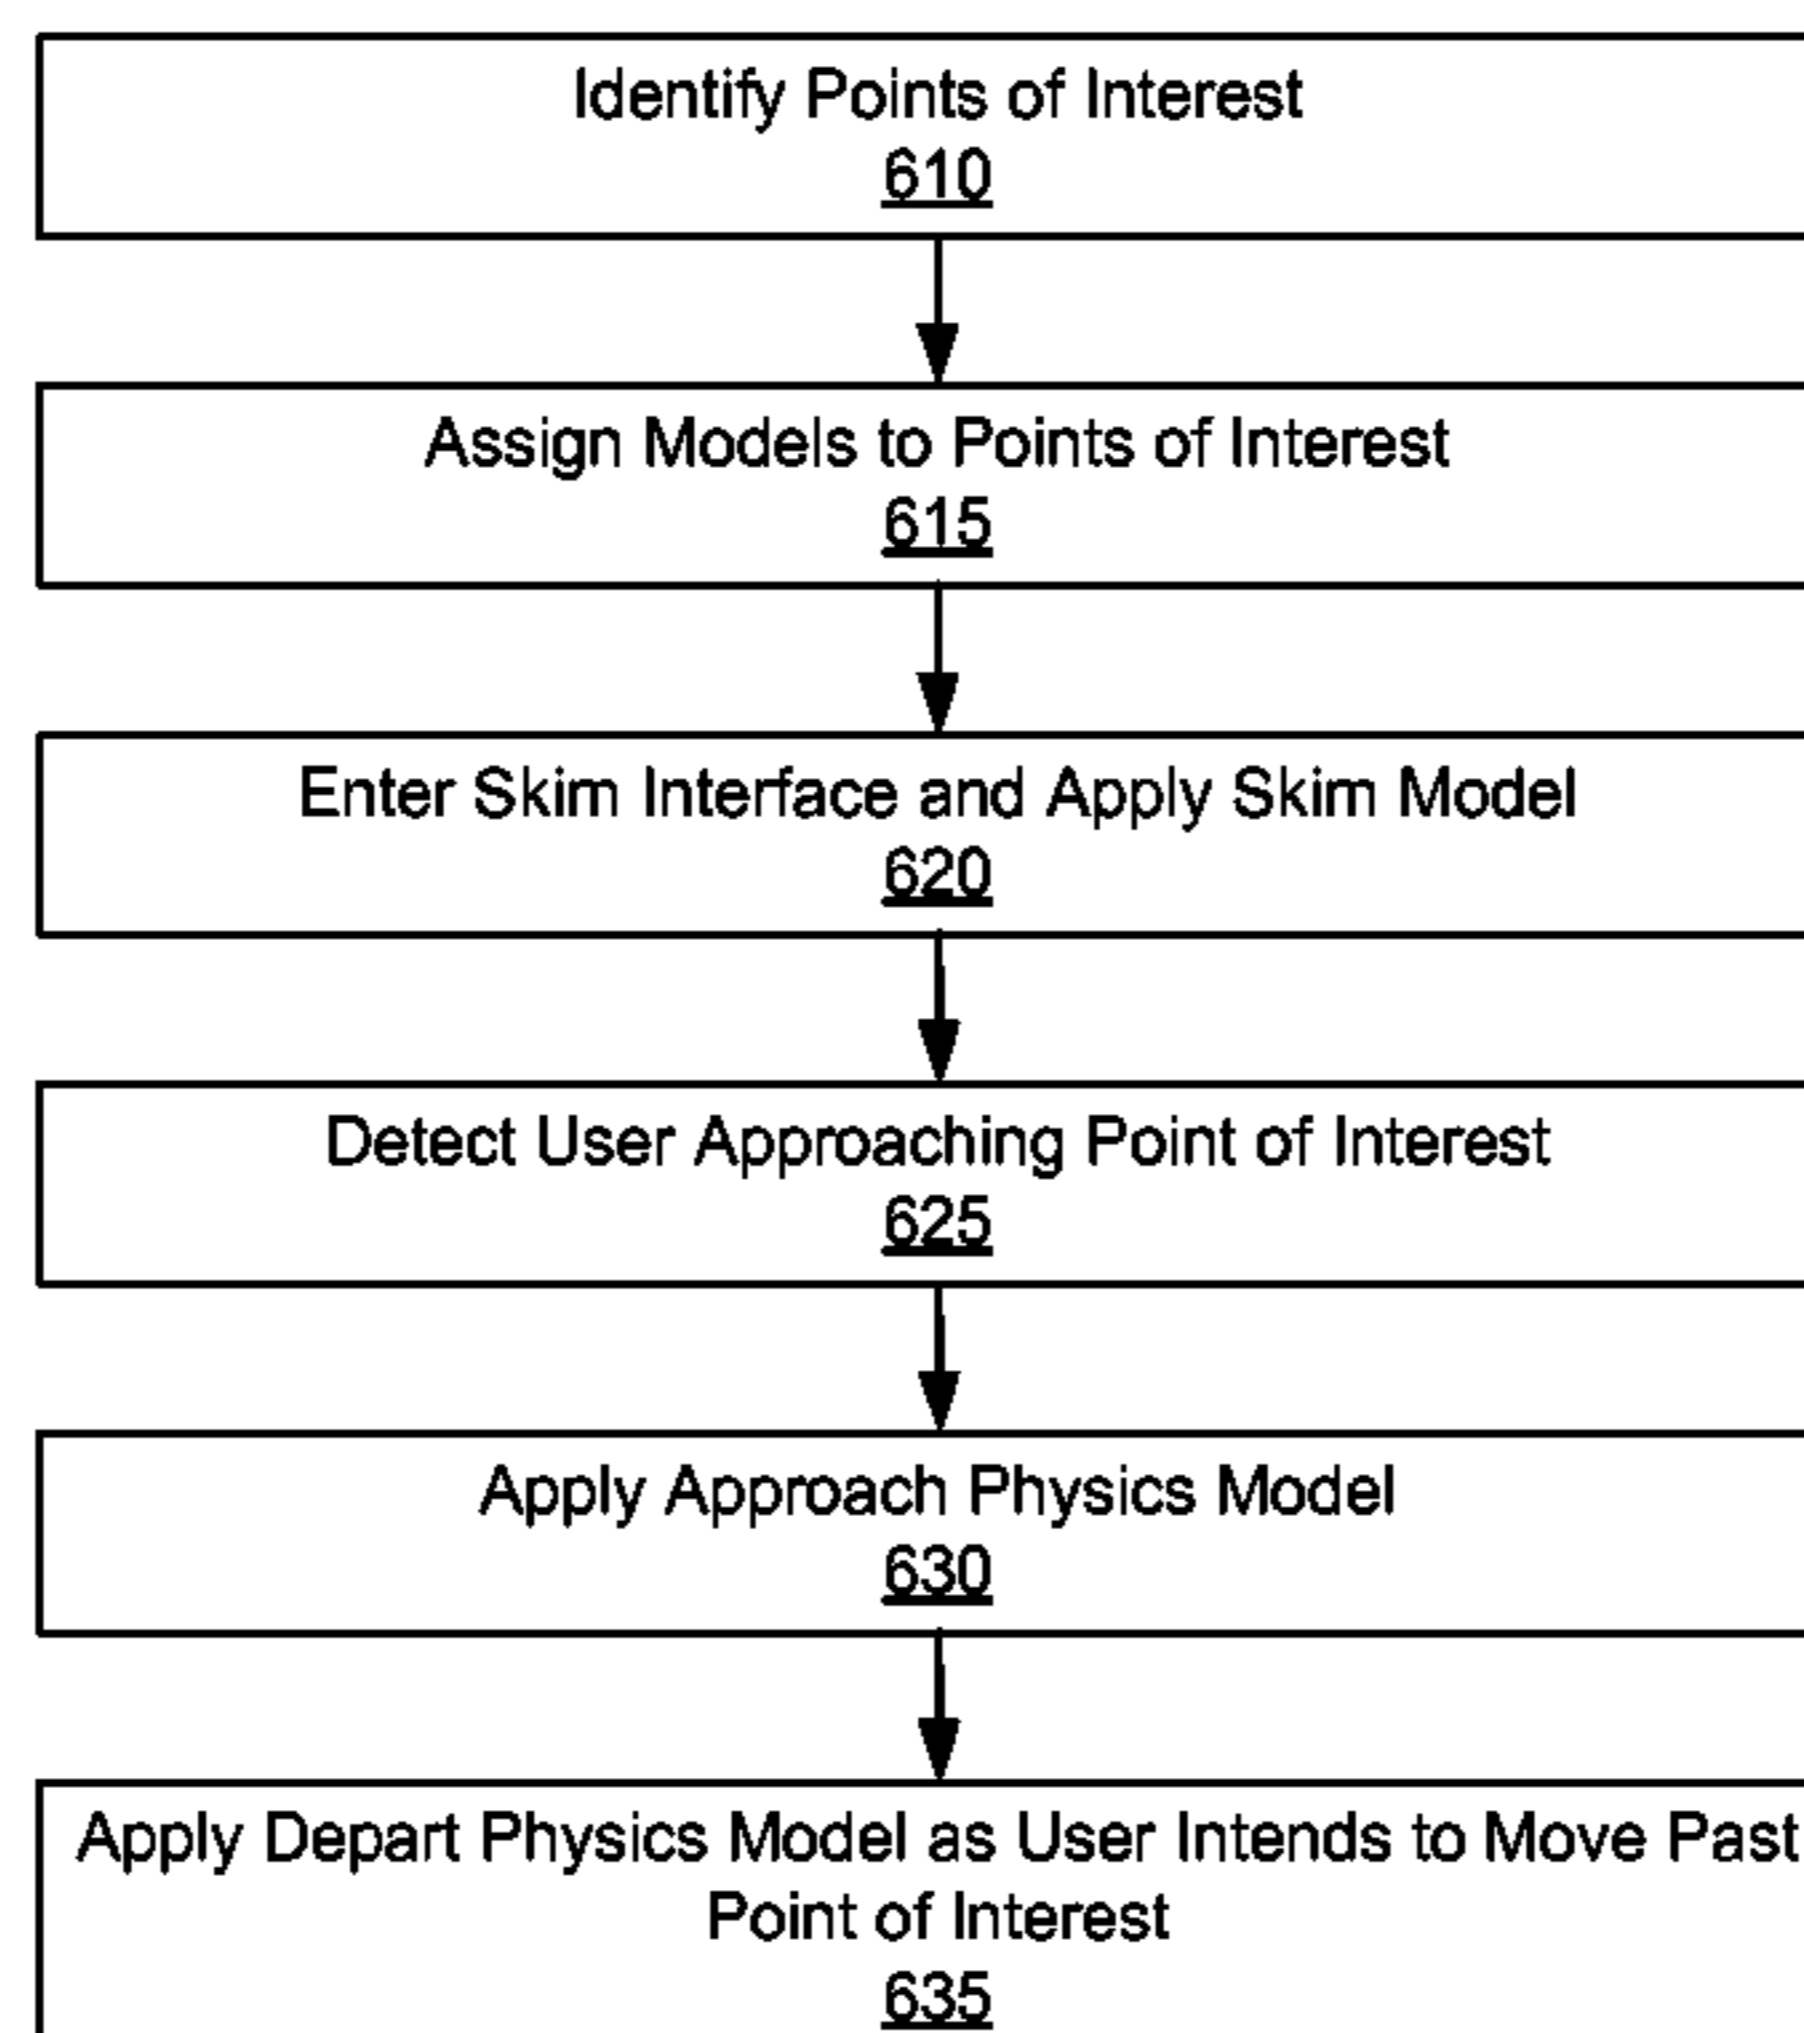 Identify Points of Interest
610
Assign Models to Points of Interest
615
Enter Skim Interface and Apply Skim Model
620
Detect User Approaching Point of Interest
625
Apply Approach Physics Model
630
Apply Depart Physics Model as User Intends to Move Past
Point of Interest
635